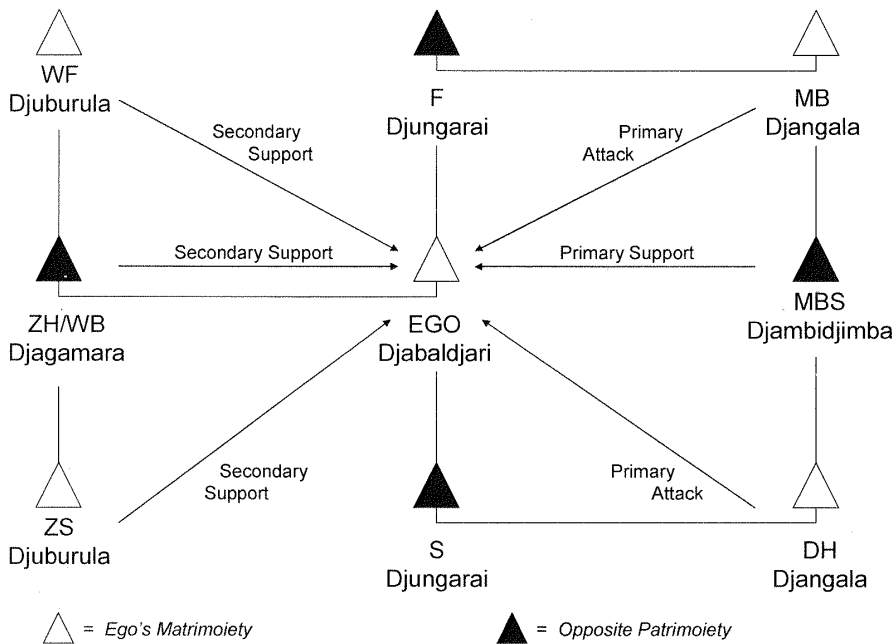 WF
Djuburula
F
Djungarai
MB
Djangala
Secondary
Support
Primary
Attack
Secondary Support
Primary Support
ZH/WB
Djagamara
EGO
Djabaldjari
MBS
Djambidjimba
Secondary
Support
Primary
Attack
ZS
Djuburula
S
Djungarai
DH
Djangala
= Ego's Matrimoiety
= Opposite Patrimoiety